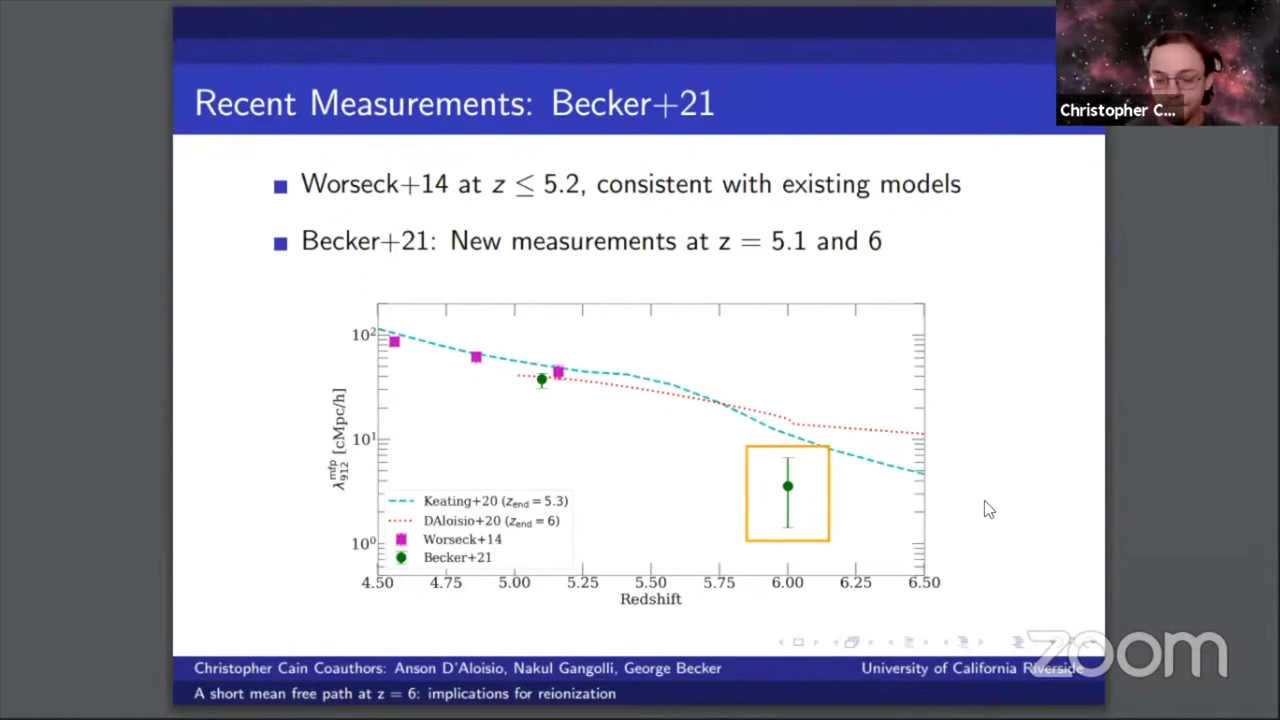 Recent Measurements: Becker+21
Christopher C...
Worseck+14 at z ≤ 5.2, consistent with existing models
Becker+21: New measurements at z = 5.1 and 6
10²
10¹
10⁰
λ_912^mfp [cMpc/h]
Keating+20 (z_end = 5.3)
DAloisio+20 (z_end = 6)
Worseck+14
Becker+21
4.50 4.75 5.00 5.25 5.50 5.75 6.00 6.25 6.50
Redshift
zoom
Christopher Cain Coauthors: Anson D'Aloisio, Nakul Gangolli, George Becker University of California Riverside
A short mean free path at z = 6: implications for reionization